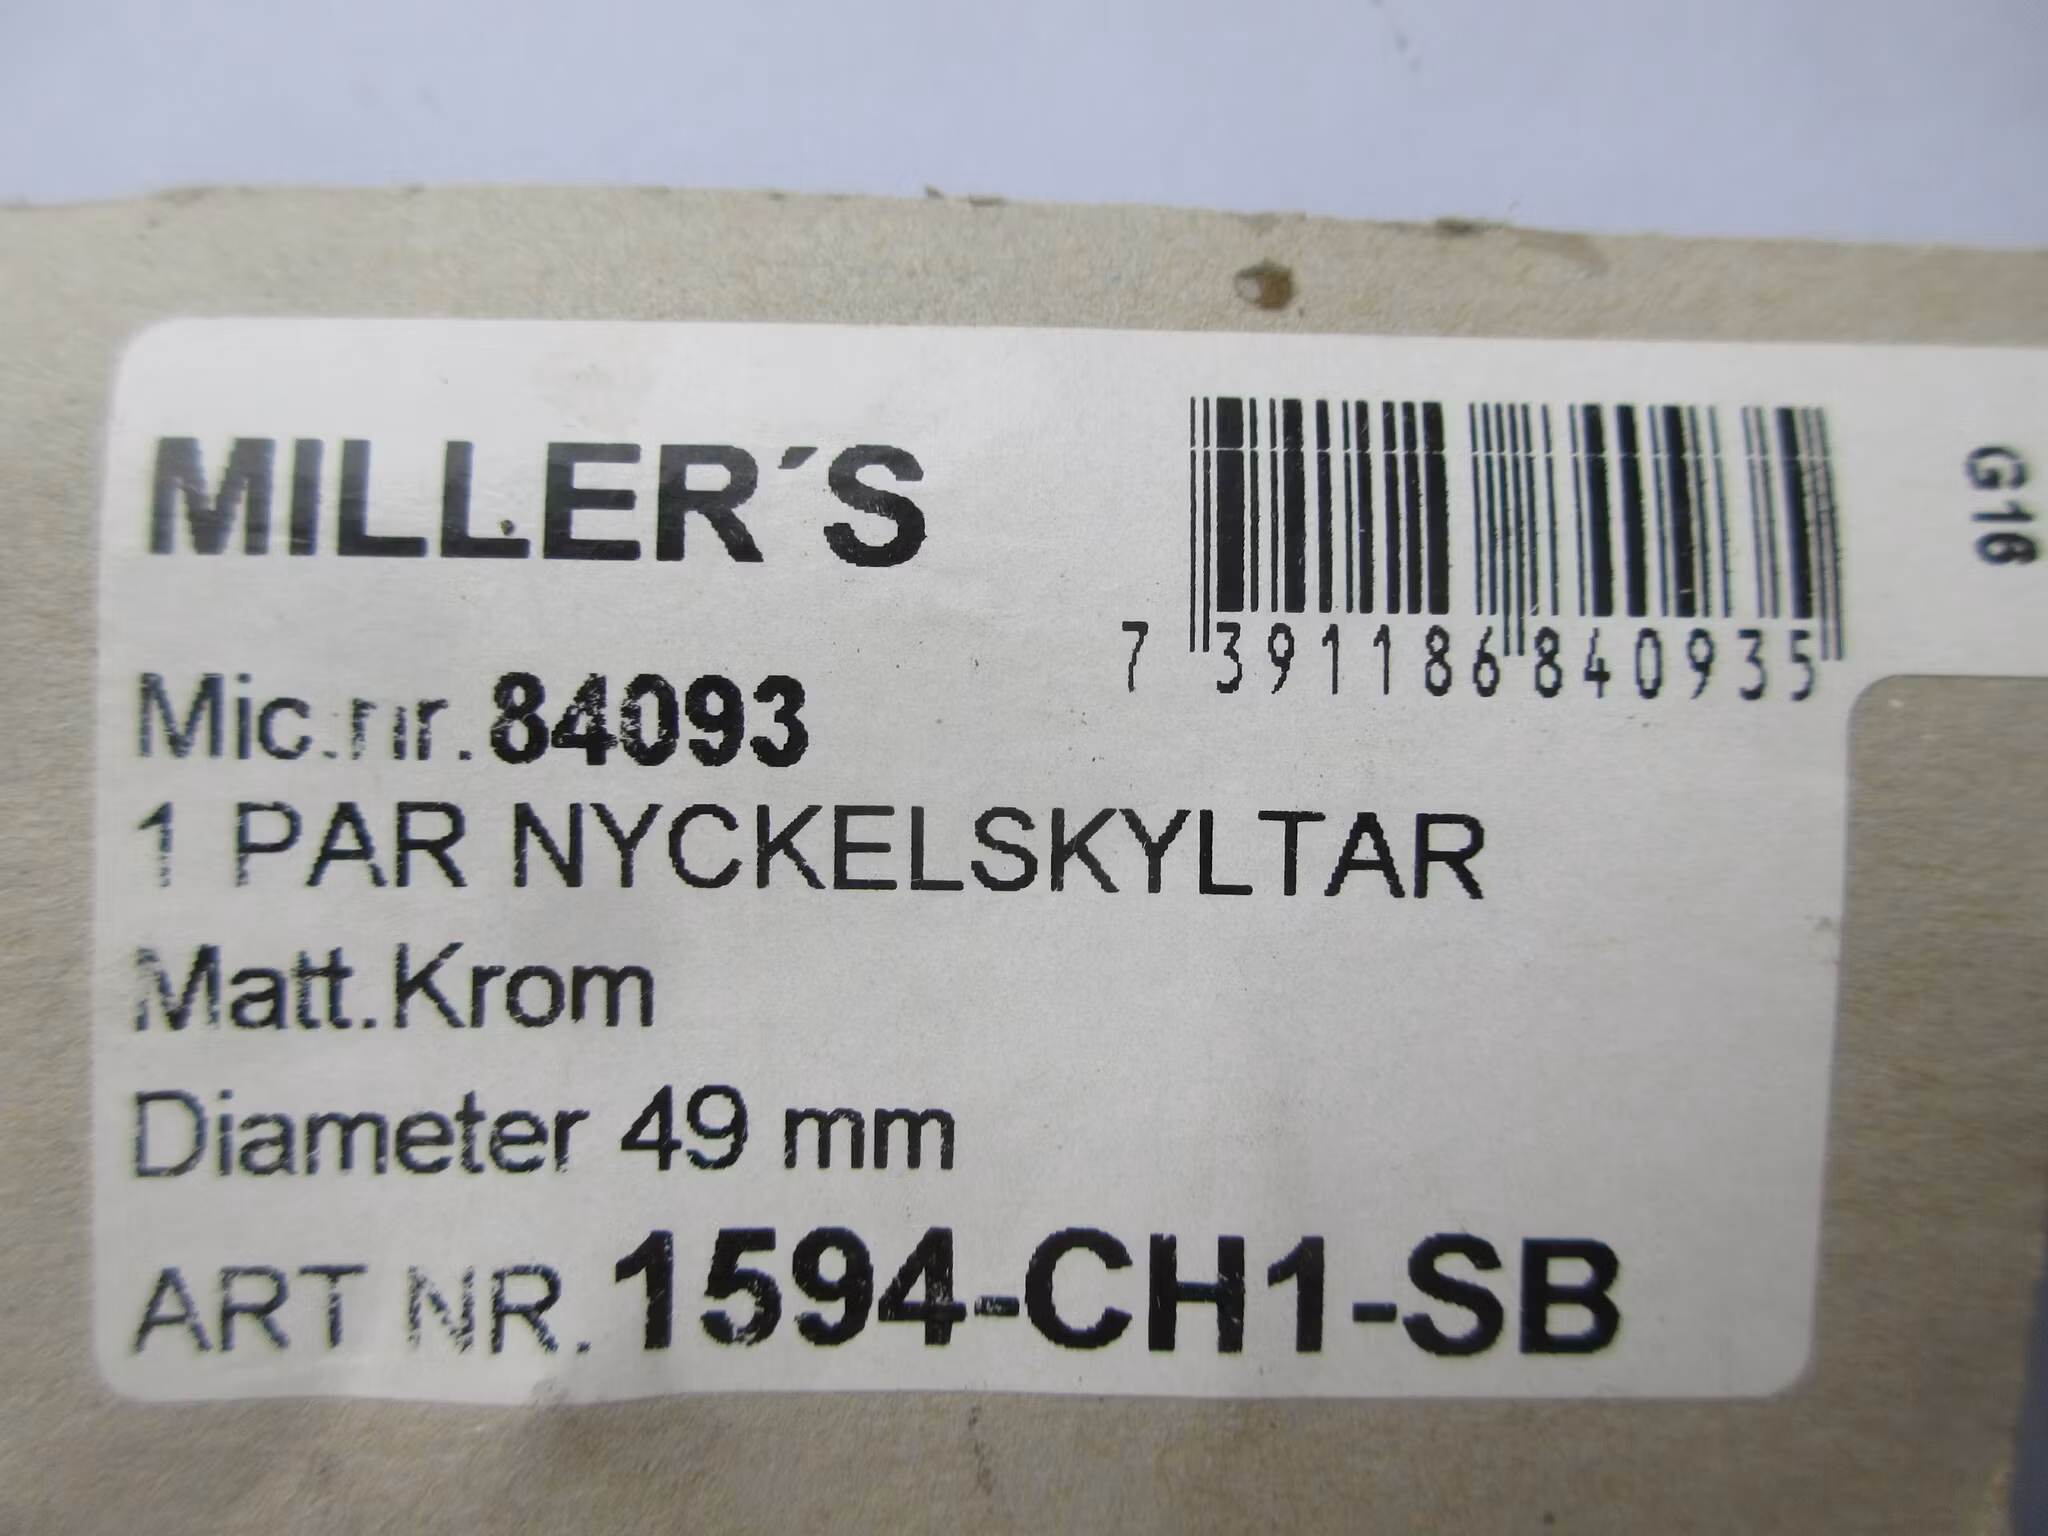 MILLER´S
7 391186 840935
G16
Mic.nr.84093
1 PAR NYCKELSKYLTAR
Matt.Krom
Diameter 49 mm
ART NR. 1594-CH1-SB